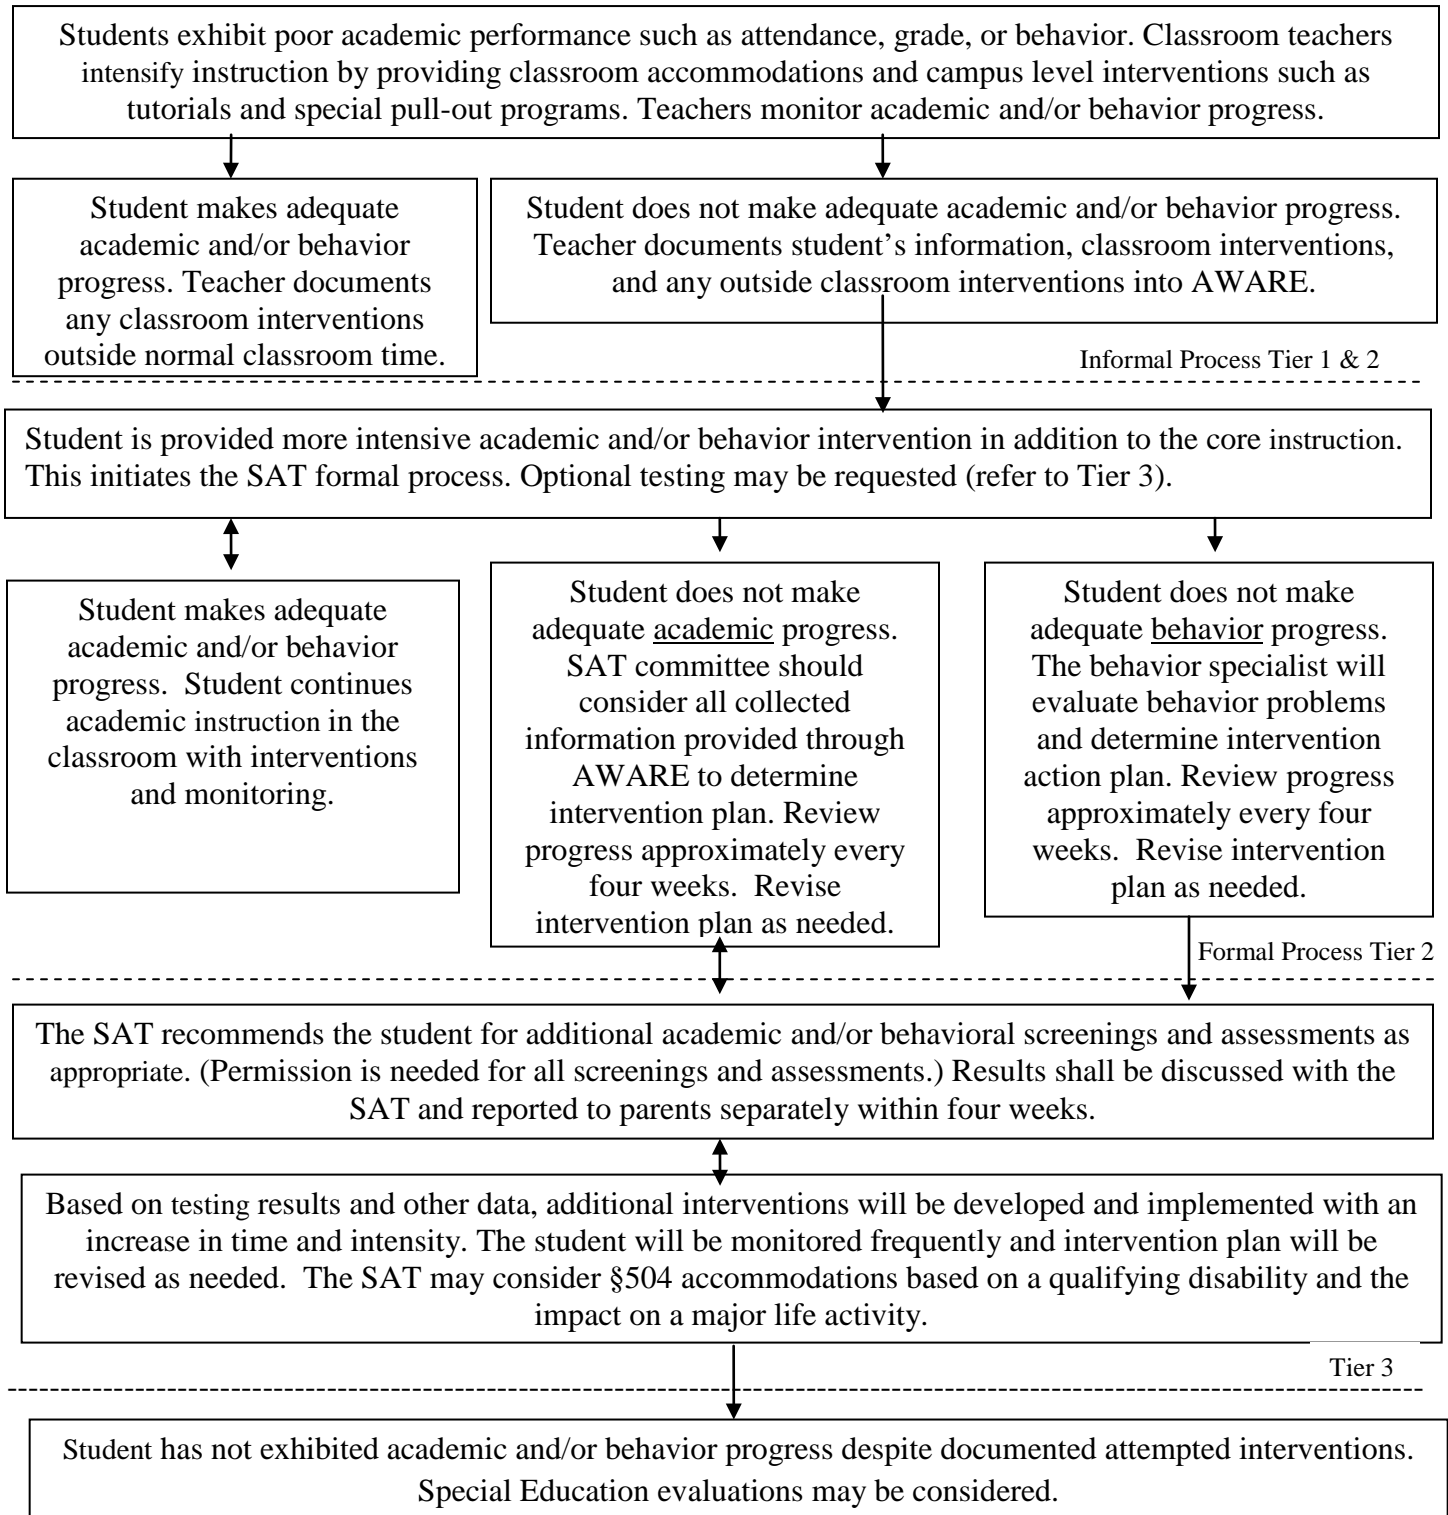 Students exhibit poor academic performance such as attendance, grade, or behavior. Classroom teachers
intensify instruction by providing classroom accommodations and campus level interventions such as
tutorials and special pull-out programs. Teachers monitor academic and/or behavior progress.
Student makes adequate
academic and/or behavior
progress. Teacher documents
any classroom interventions
outside normal classroom time.
Student does not make adequate academic and/or behavior progress.
Teacher documents student’s information, classroom interventions,
and any outside classroom interventions into AWARE.
Informal Process Tier 1 & 2
Student is provided more intensive academic and/or behavior intervention in addition to the core instruction.
This initiates the SAT formal process. Optional testing may be requested (refer to Tier 3).
Student makes adequate
academic and/or behavior
progress.  Student continues
academic instruction in the
classroom with interventions
and monitoring.
Student does not make
adequate academic progress.
SAT committee should
consider all collected
information provided through
AWARE to determine
intervention plan. Review
progress approximately every
four weeks.  Revise
intervention plan as needed.
Student does not make
adequate behavior progress.
The behavior specialist will
evaluate behavior problems
and determine intervention
action plan. Review progress
approximately every four
weeks.  Revise intervention
plan as needed.
Formal Process Tier 2
The SAT recommends the student for additional academic and/or behavioral screenings and assessments as
appropriate. (Permission is needed for all screenings and assessments.) Results shall be discussed with the
SAT and reported to parents separately within four weeks.
Based on testing results and other data, additional interventions will be developed and implemented with an
increase in time and intensity. The student will be monitored frequently and intervention plan will be
revised as needed.  The SAT may consider §504 accommodations based on a qualifying disability and the
impact on a major life activity.
Tier 3
Student has not exhibited academic and/or behavior progress despite documented attempted interventions.
Special Education evaluations may be considered.